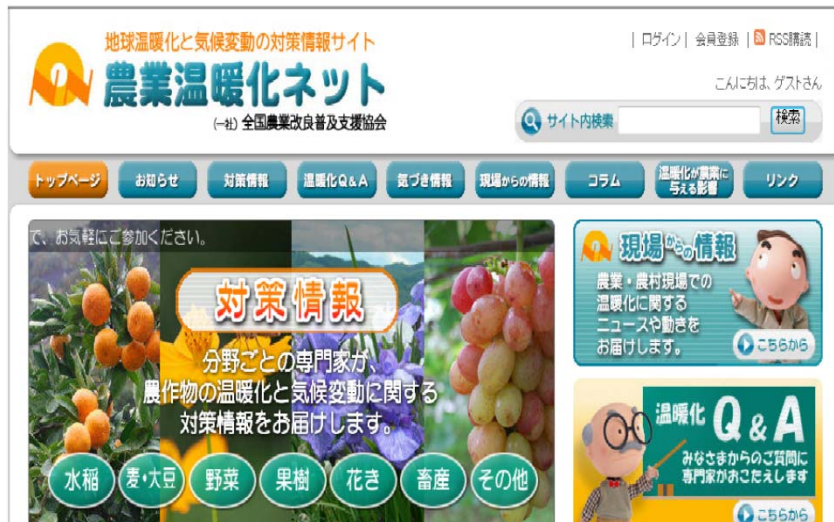 地球温暖化と気候変動の対策情報サイト
農業温暖化ネット
(一社) 全国農業改良普及支援協会
| ログイン | 会員登録 | RSS購読 |
こんにちは、ゲストさん
サイト内検索
検索
トップページ
お知らせ
対策情報
温暖化Q&A
気づき情報
現場からの情報
コラム
温暖化が農業に
与える影響
リンク
で、お気軽にご参加ください。
対策情報
分野ごとの専門家が、
農作物の温暖化と気候変動に関する
対策情報をお届けします。
水稲
麦・大豆
野菜
果樹
花き
畜産
その他
現場からの情報
農業・農村現場での
温暖化に関する
ニュースや動きを
お届けします。
こちらから
温暖化 Q & A
みなさまからのご質問に
専門家がおこたえします
こちらから